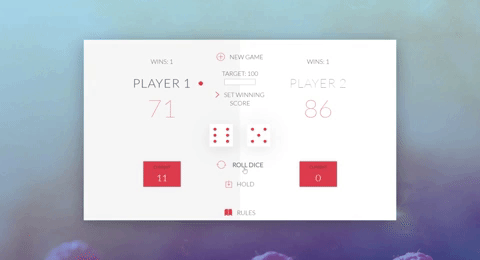 WINS: 1
NEW GAME
WINS: 1
TARGET: 100
PLAYER 1
PLAYER 2
SET WINNING
SCORE
71
86
ROLL DICE
11
0
HOLD
RULES